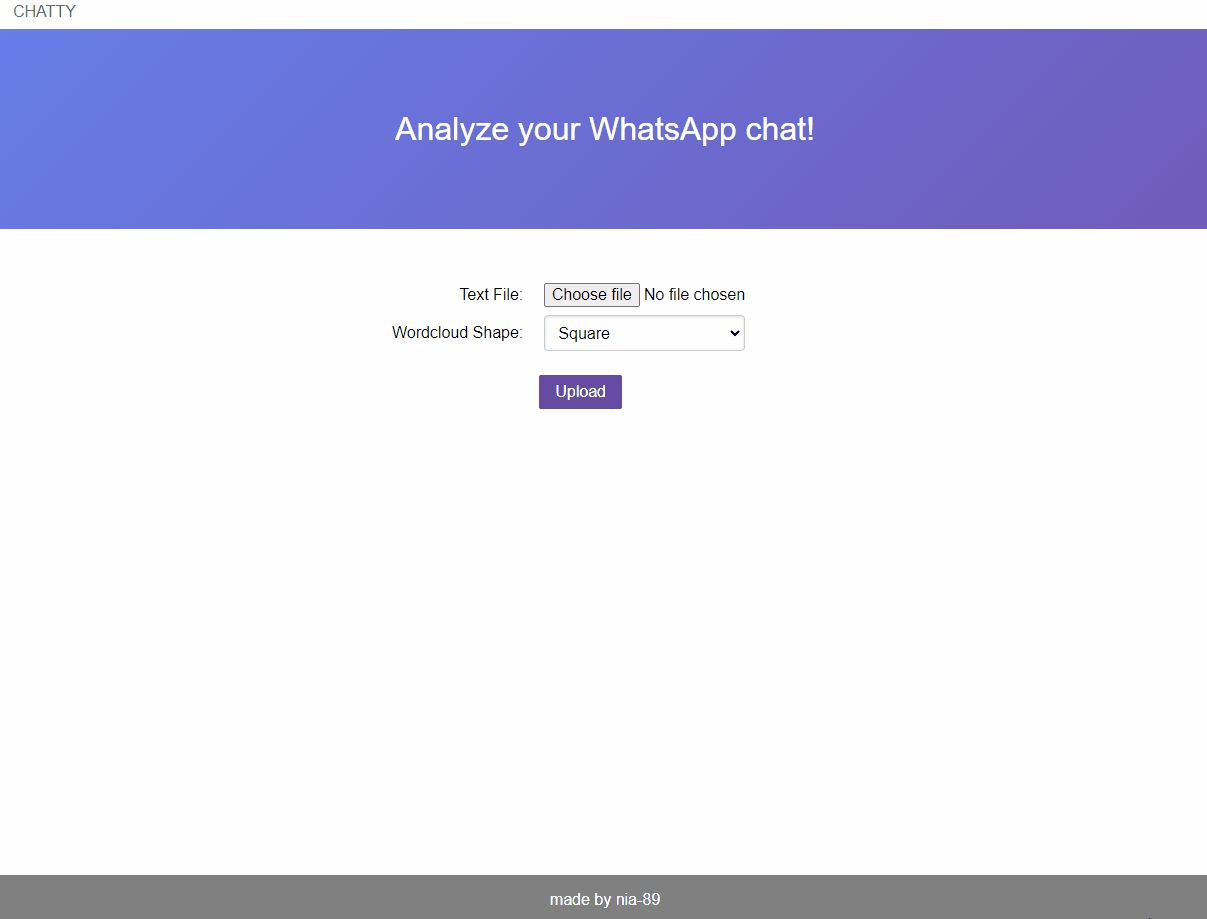 CHATTY
Analyze your WhatsApp chat!
Text File: Choose file No file chosen
Wordcloud Shape: Square
Upload
made by nia-89